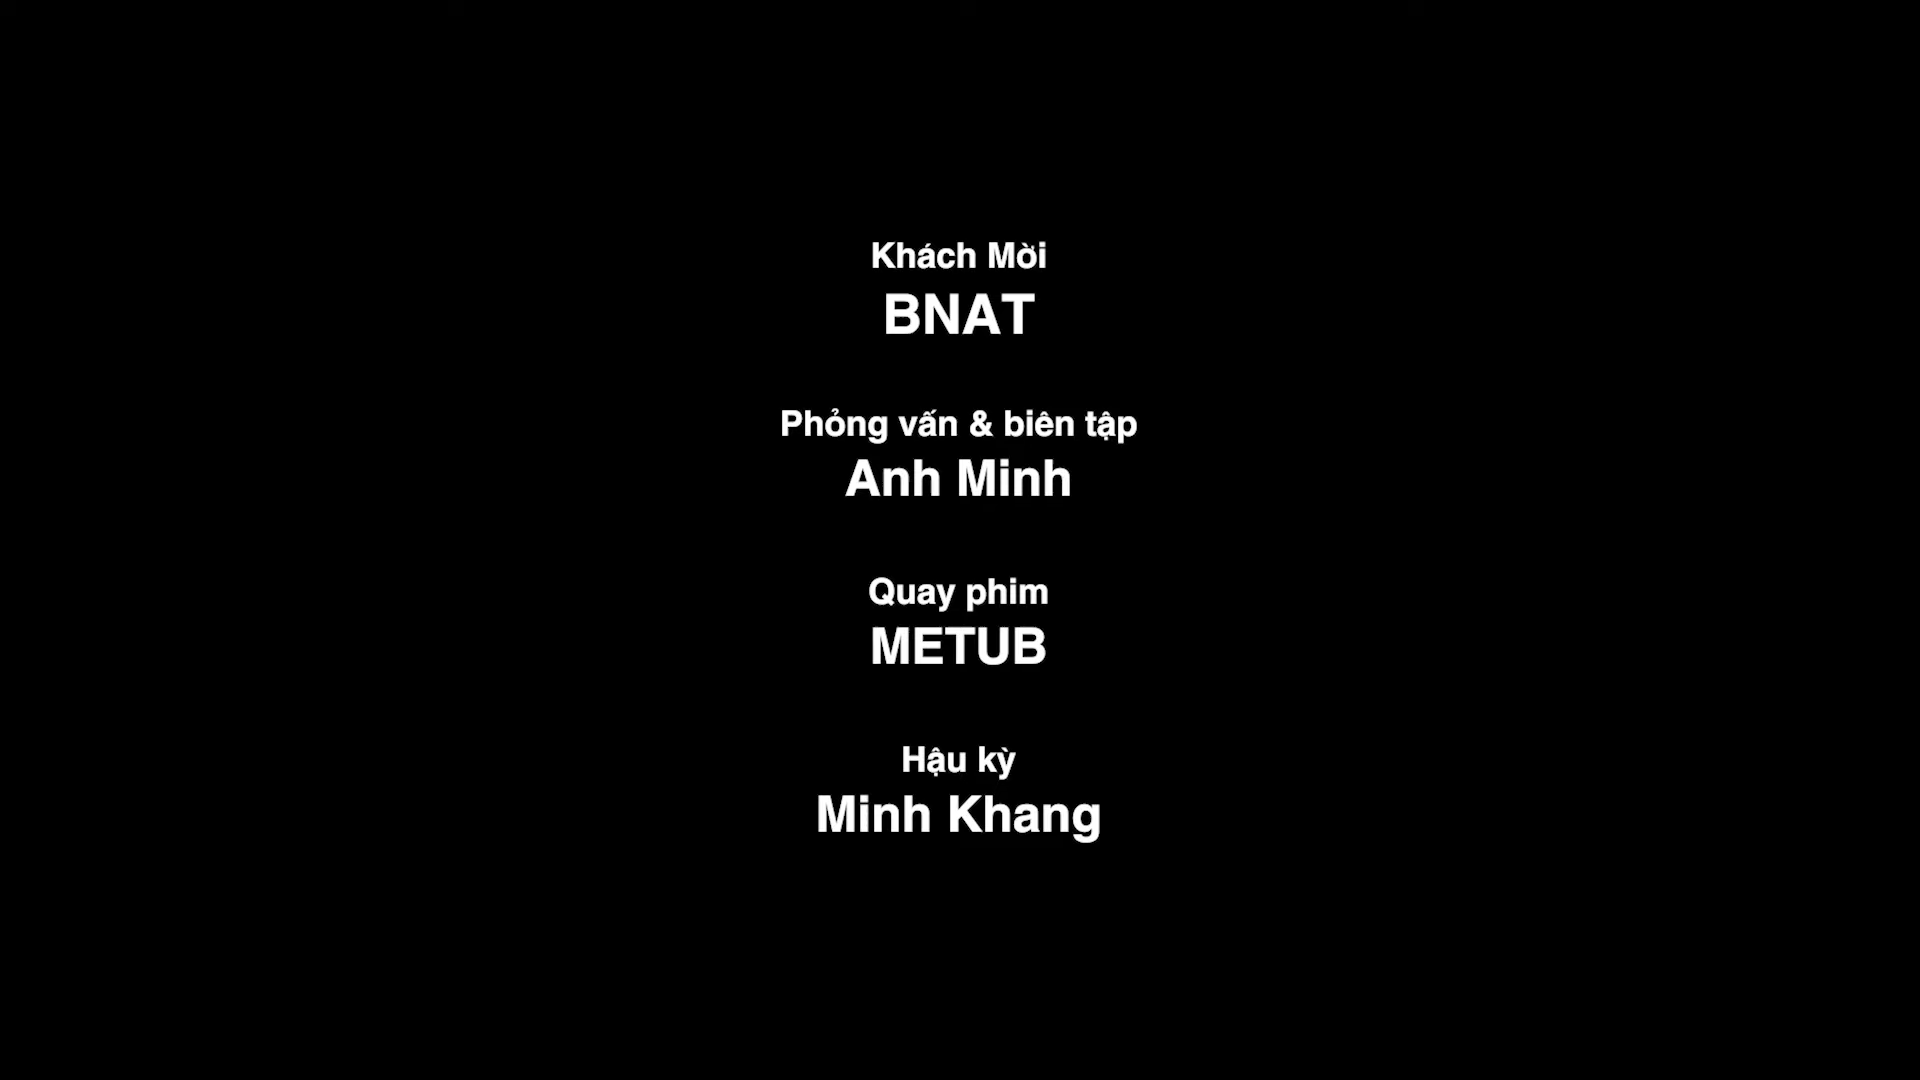 Khách Mời
BNAT
Phỏng vấn & biên tập
Anh Minh
Quay phim
METUB
Hậu kỳ
Minh Khang